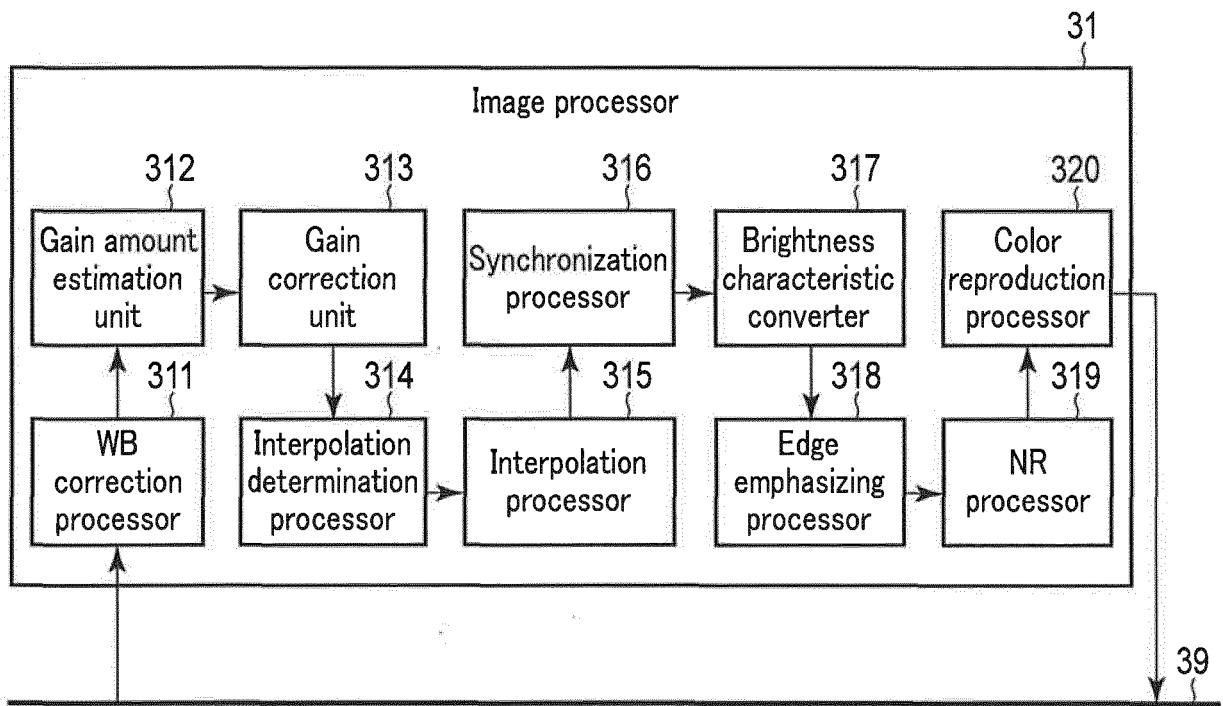 31
Image processor
312
313
316
317
320
Gain amount
estimation
unit
Gain
correction
unit
Synchronization
processor
Brightness
characteristic
converter
Color
reproduction
processor
311
314
315
318
319
WB
correction
processor
Interpolation
determination
processor
Interpolation
processor
Edge
emphasizing
processor
NR
processor
39